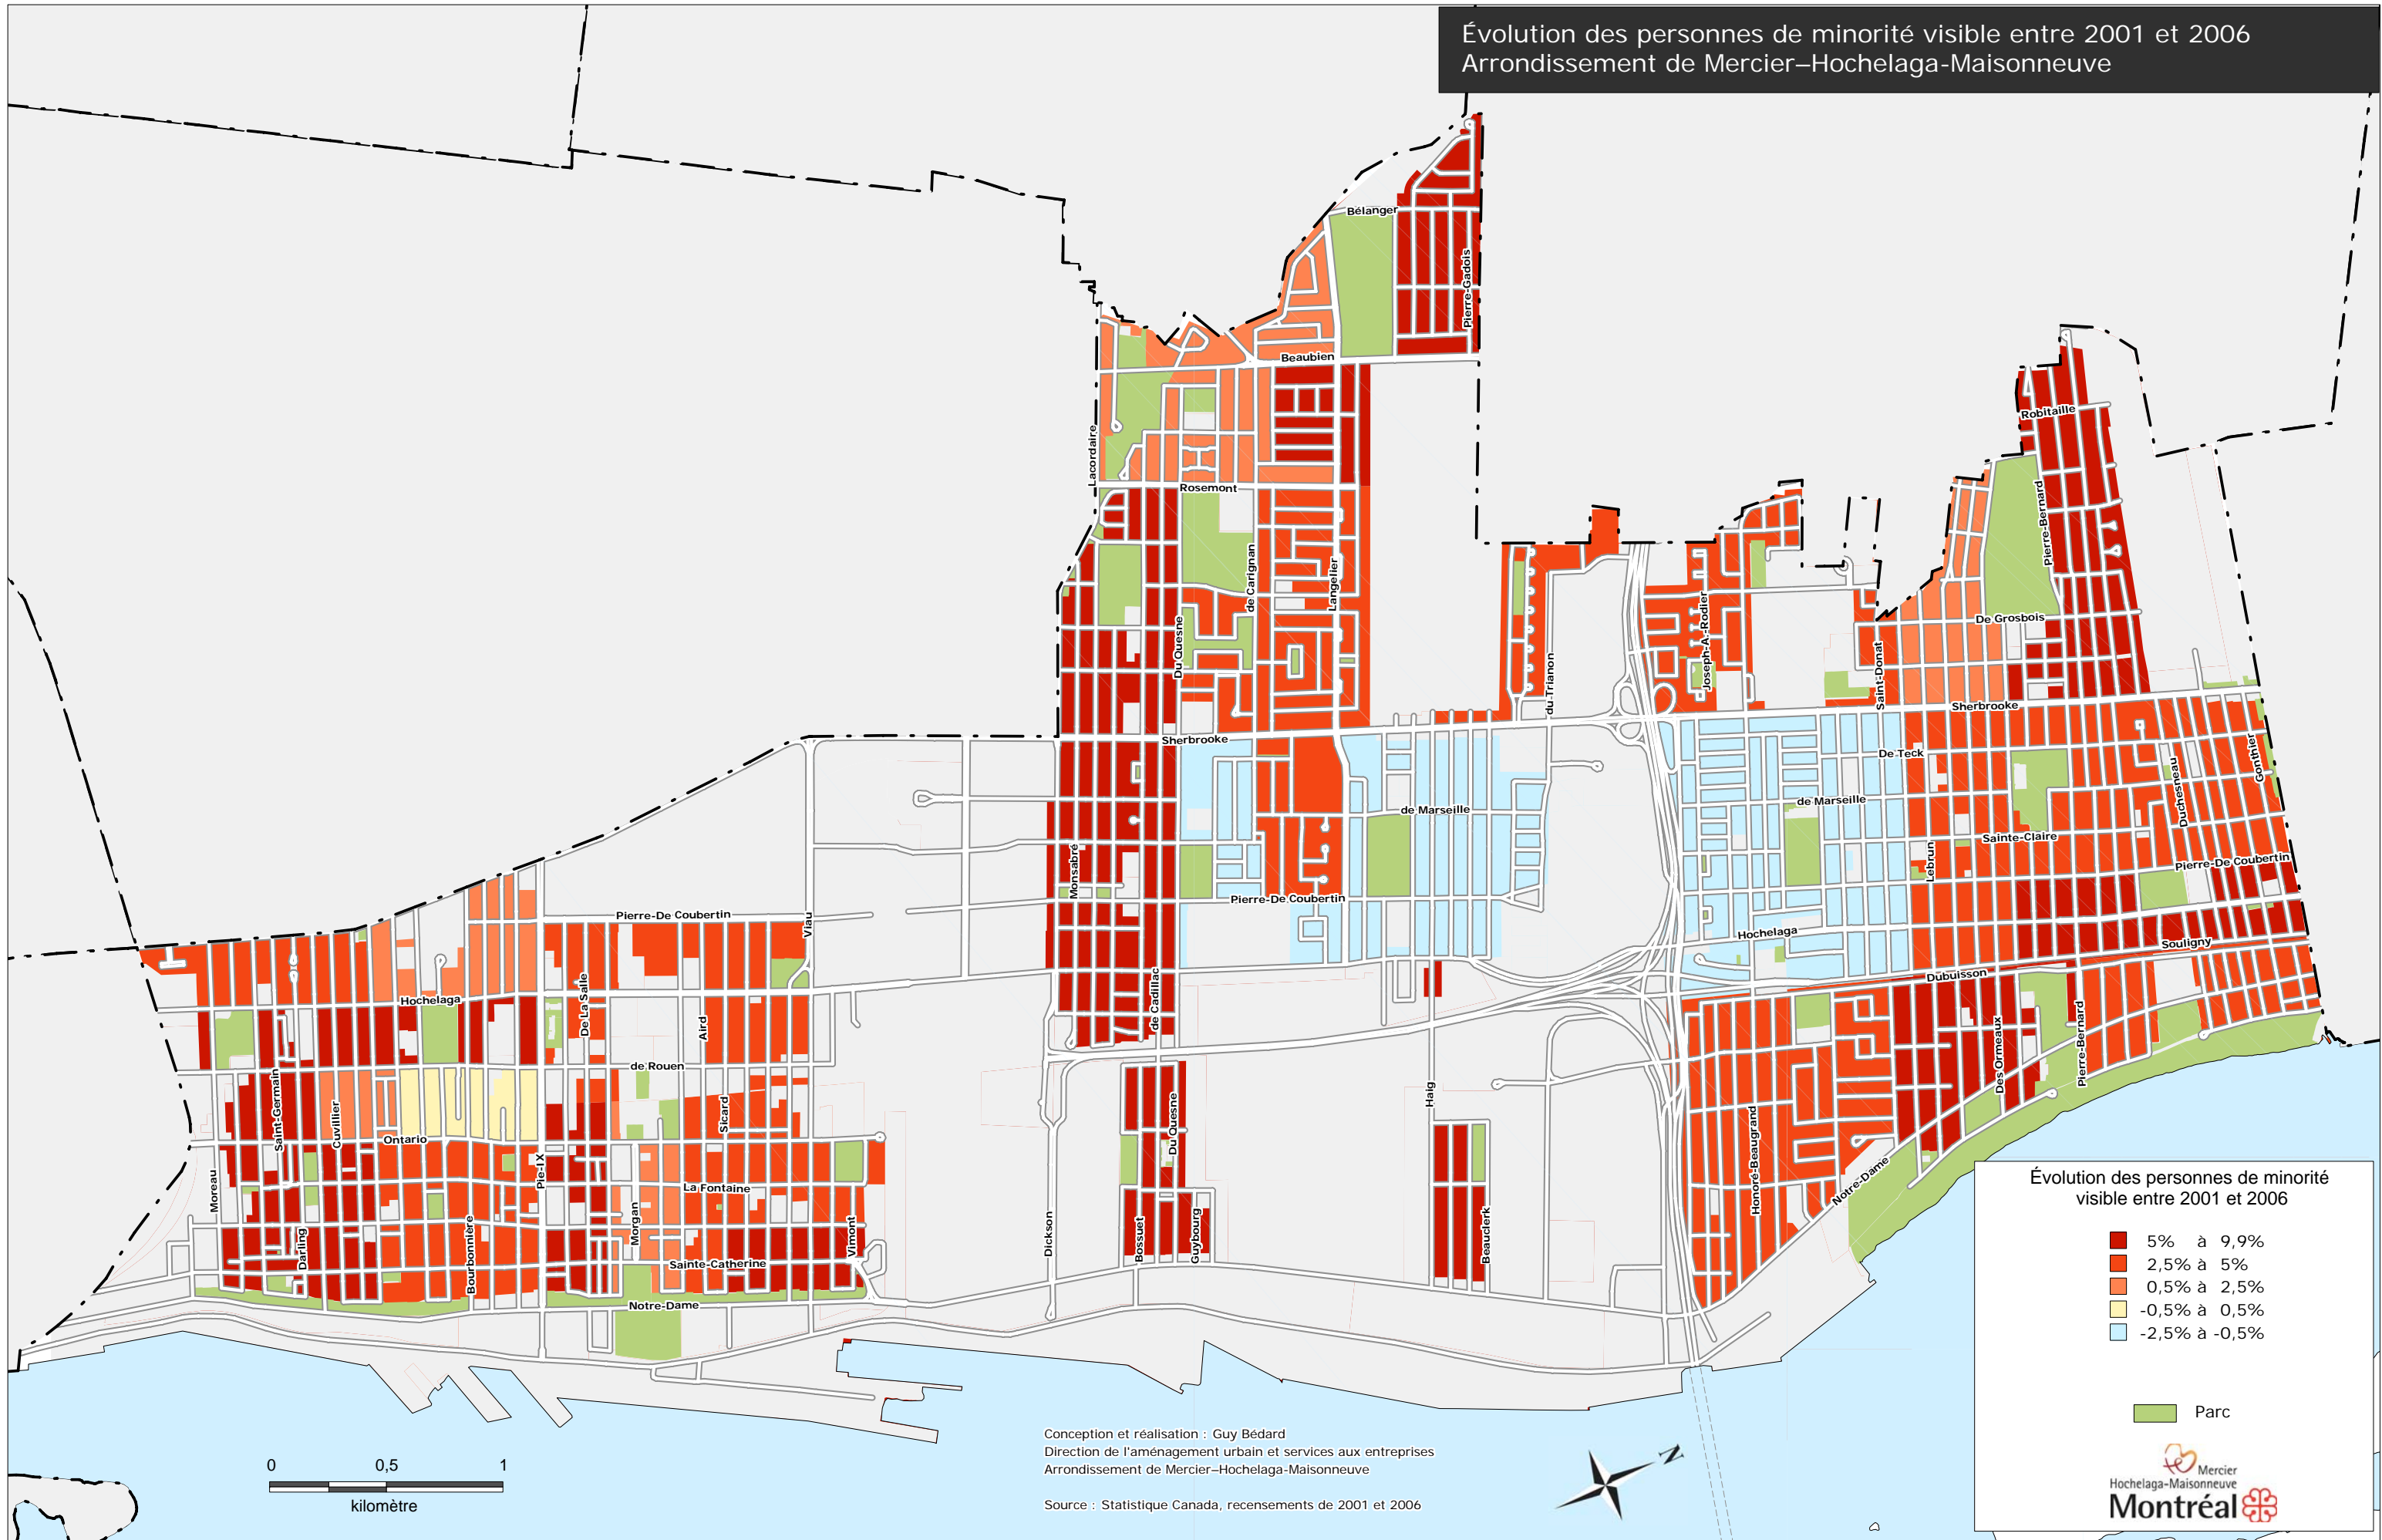 Évolution des personnes de minorité visible entre 2001 et 2006
Arrondissement de Mercier–Hochelaga-Maisonneuve
Bélanger
Pierre-Gadois
Beaubien
Lacordaire
Rosemont
Robitaille
Pierre-Bernard
de Carignan
Langelier
Du Quesne
du Trianon
Joseph-A.-Rodier
Saint-Donat
De Grosbois
Sherbrooke
Sherbrooke
De Teck
Gonthier
Duchesneau
de Marseille
de Marseille
Sainte-Claire
Lebrun
Pierre-De Coubertin
Monsabré
Pierre-De Coubertin
Pierre-De Coubertin
Viau
Hochelaga
Souligny
Dubuisson
Hochelaga
De La Salle
Aird
de Cadillac
de Rouen
Saint-Germain
Cuvillier
Ontario
Sicard
Du Quesne
Haig
Des Ormeaux
Pierre-Bernard
Honoré-Beaugrand
Moreau
Pie-IX
La Fontaine
Notre-Dame
Darling
Bourbonnière
Morgan
Vimont
Dickson
Bossuet
Guybourg
Beauclerk
Sainte-Catherine
Notre-Dame
Évolution des personnes de minorité
visible entre 2001 et 2006
5% à 9,9%
2,5% à 5%
0,5% à 2,5%
-0,5% à 0,5%
-2,5% à -0,5%
Parc
Mercier
Hochelaga-Maisonneuve
Montréal
0 0,5 1
kilomètre
Conception et réalisation : Guy Bédard
Direction de l'aménagement urbain et services aux entreprises
Arrondissement de Mercier–Hochelaga-Maisonneuve
Source : Statistique Canada, recensements de 2001 et 2006
N